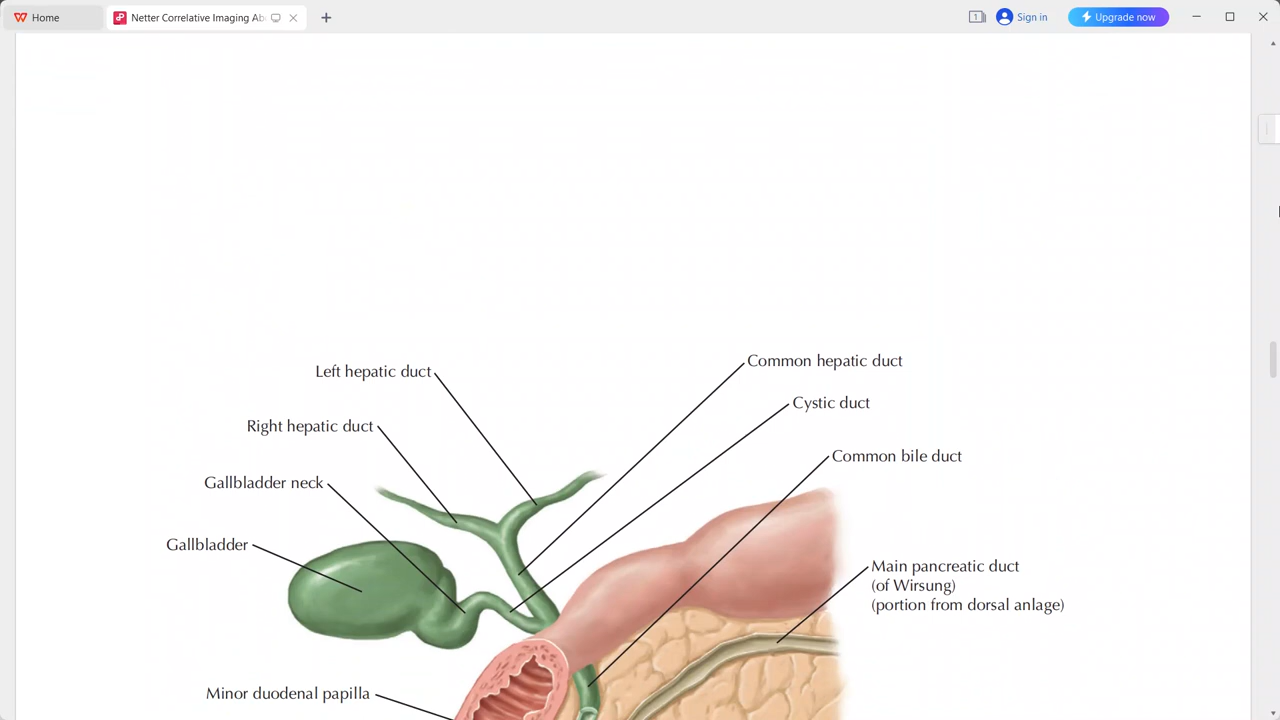 Home
Netter Correlative Imaging Ab
1
Sign in
Upgrade now
Common hepatic duct
Left hepatic duct
Cystic duct
Right hepatic duct
Common bile duct
Gallbladder neck
Gallbladder
Main pancreatic duct
(of Wirsung)
(portion from dorsal anlage)
Minor duodenal papilla